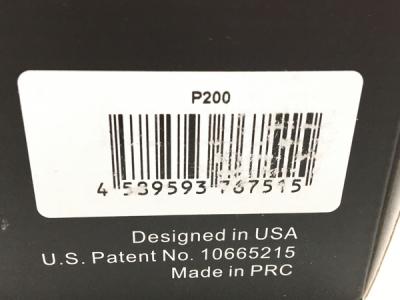 P200
4 539593 767515
Designed in USA
U.S. Patent No. 10665215
Made in PRC